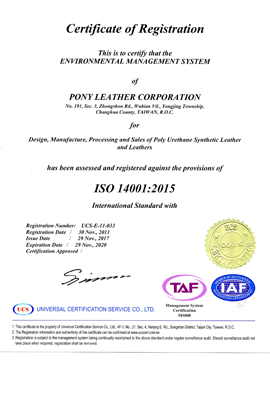 Certificate of Registration
This is to certify that the
ENVIRONMENTAL MANAGEMENT SYSTEM
of
PONY LEATHER CORPORATION
No. 191, Sec. 3, Zhongshan Rd., Wuhian Vil., Yongjing Township,
Changhua County, TAIWAN, R.O.C.
for
Design, Manufacture, Processing and Sales of Poly Urethane Synthetic Leather
and Leathers
has been assessed and registered against the provisions of
ISO 14001:2015
International Standard with
Registration Number: UCS-E-11-033
Registration Date : 30 Nov., 2011
Issue Date : 29 Nov., 2017
Expiration Date : 29 Nov., 2020
Certification Approved :
UCS
TAF
IAF
Management System
Certification
MS008
UCS UNIVERSAL CERTIFICATION SERVICE CO., LTD.
1. This certificate is the property of Universal Certification Service Co., Ltd., 4F-1, No., 21, Sec. 4, Nanjing E. Rd., Songshan District, Taipei City, Taiwan, R.O.C.
2. The Registration information and authenticity of this certificate can be confirmed at www.ucscert.com.tw
3. Registration is subject to the management system being continually maintained to the above standard under regular surveillance audit. Should surveillance audit not
take place when required, registration shall be removed.